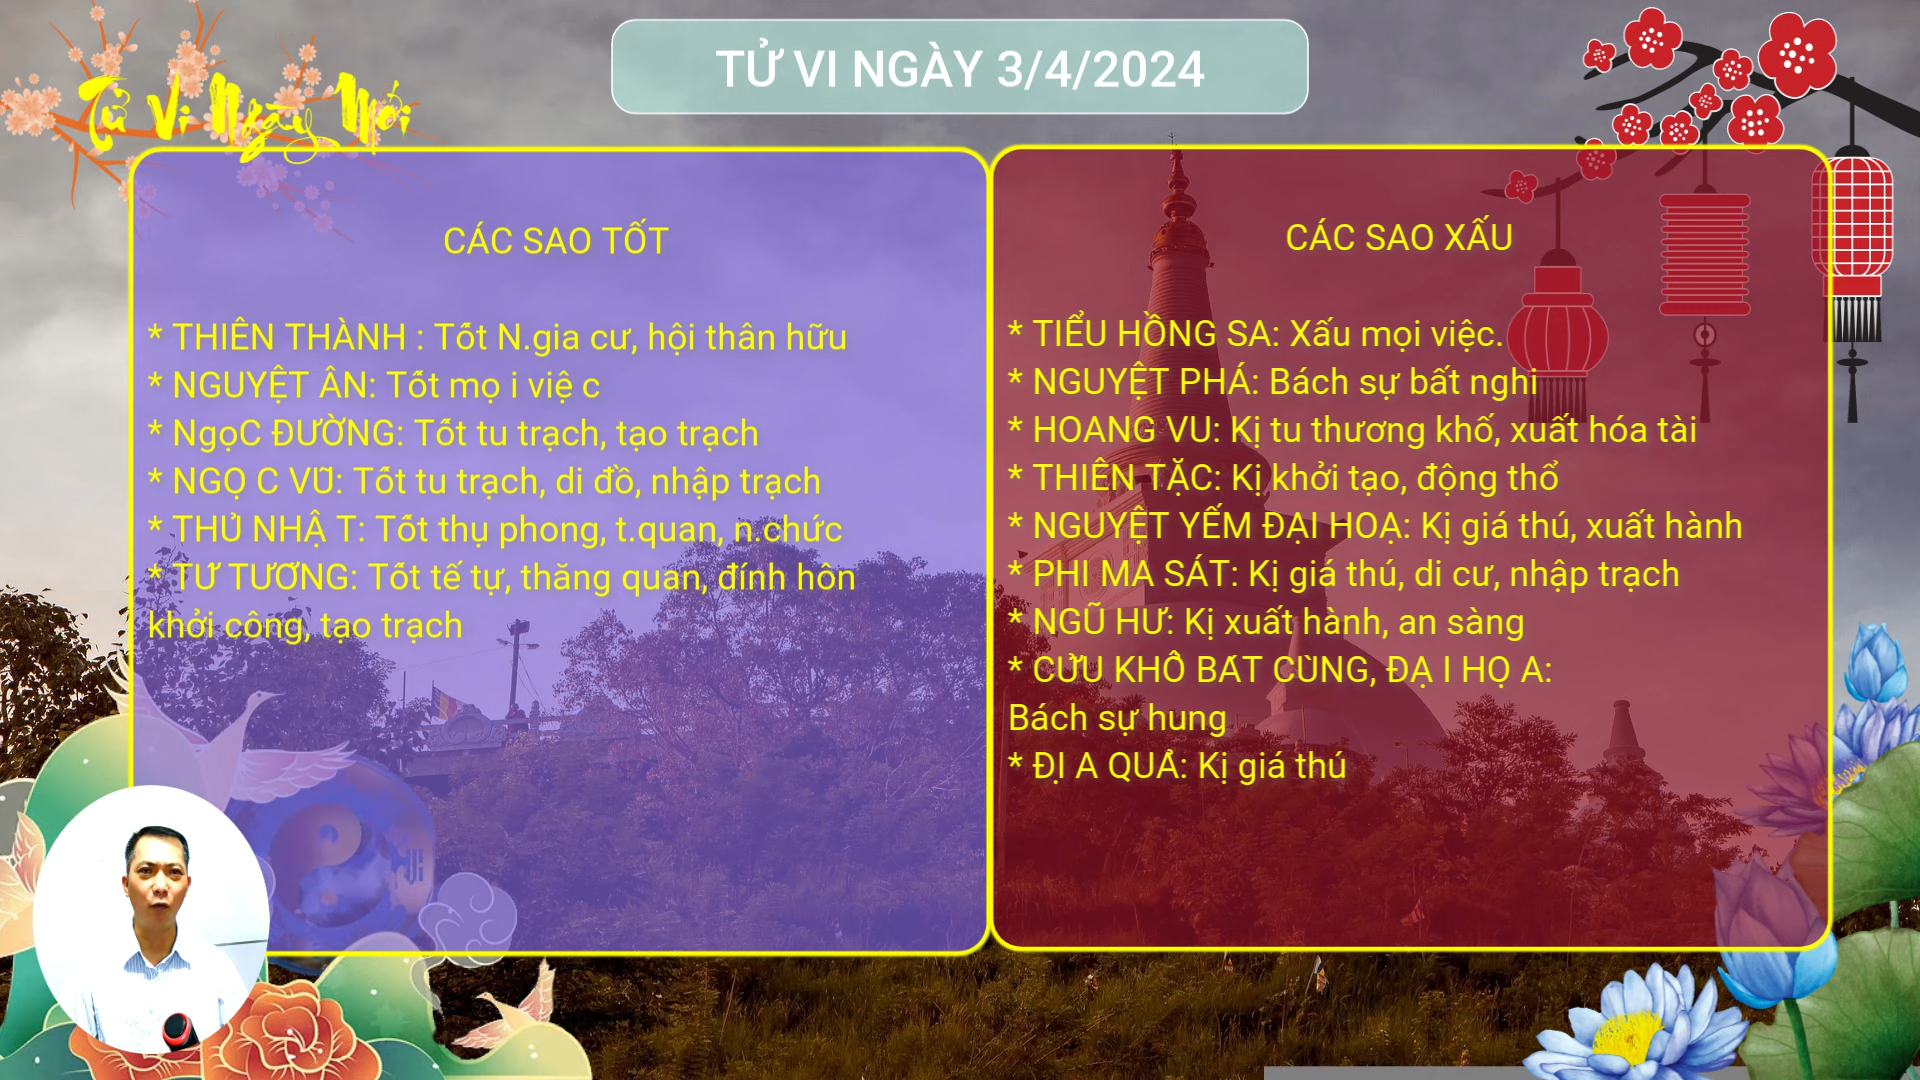 Tử Vi Ngày Mới
TỬ VI NGÀY 3/4/2024
CÁC SAO TỐT
* THIÊN THÀNH : Tốt N.gia cư, hội thân hữu
* NGUYỆT ÂN: Tốt mọ i việ c
* NgọC ĐƯỜNG: Tốt tu trạch, tạo trạch
* NGỌ C VŨ: Tốt tu trạch, di đồ, nhập trạch
* THỦ NHẬ T: Tốt thụ phong, t.quan, n.chức
* TƯ TƯƠNG: Tốt tế tự, thăng quan, đính hôn
khởi công, tạo trạch
CÁC SAO XẤU
* TIỂU HỒNG SA: Xấu mọi việc.
* NGUYỆT PHÁ: Bách sự bất nghi
* HOANG VU: Kị tu thương khố, xuất hóa tài
* THIÊN TẶC: Kị khởi tạo, động thổ
* NGUYỆT YẾM ĐẠI HOẠ: Kị giá thú, xuất hành
* PHI MA SÁT: Kị giá thú, di cư, nhập trạch
* NGŨ HƯ: Kị xuất hành, an sàng
* CỬU KHỔ BÁT CÙNG, ĐẠ I HỌ A:
Bách sự hung
* ĐỊ A QUẢ: Kị giá thú